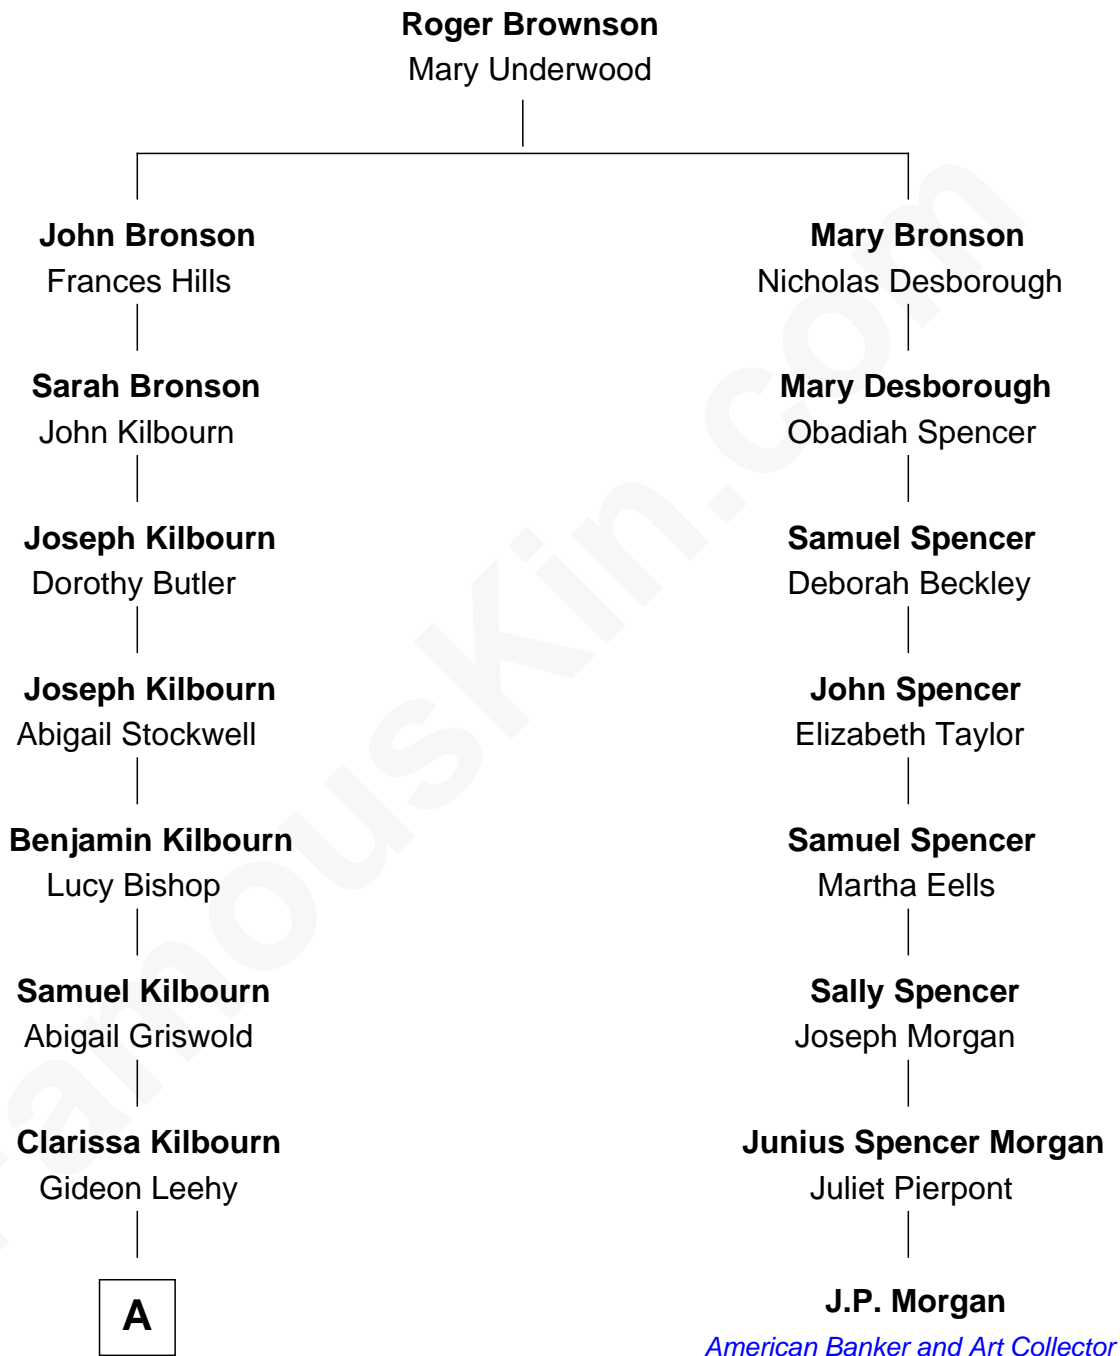 Roger Brownson
Mary Underwood
John Bronson
Frances Hills
Mary Bronson
Nicholas Desborough
Sarah Bronson
John Kilbourn
Mary Desborough
Obadiah Spencer
Joseph Kilbourn
Dorothy Butler
Samuel Spencer
Deborah Beckley
Joseph Kilbourn
Abigail Stockwell
John Spencer
Elizabeth Taylor
Benjamin Kilbourn
Lucy Bishop
Samuel Spencer
Martha Eells
Samuel Kilbourn
Abigail Griswold
Sally Spencer
Joseph Morgan
Clarissa Kilbourn
Gideon Leehy
Junius Spencer Morgan
Juliet Pierpont
A
J.P. Morgan
American Banker and Art Collector
FamousKin.com